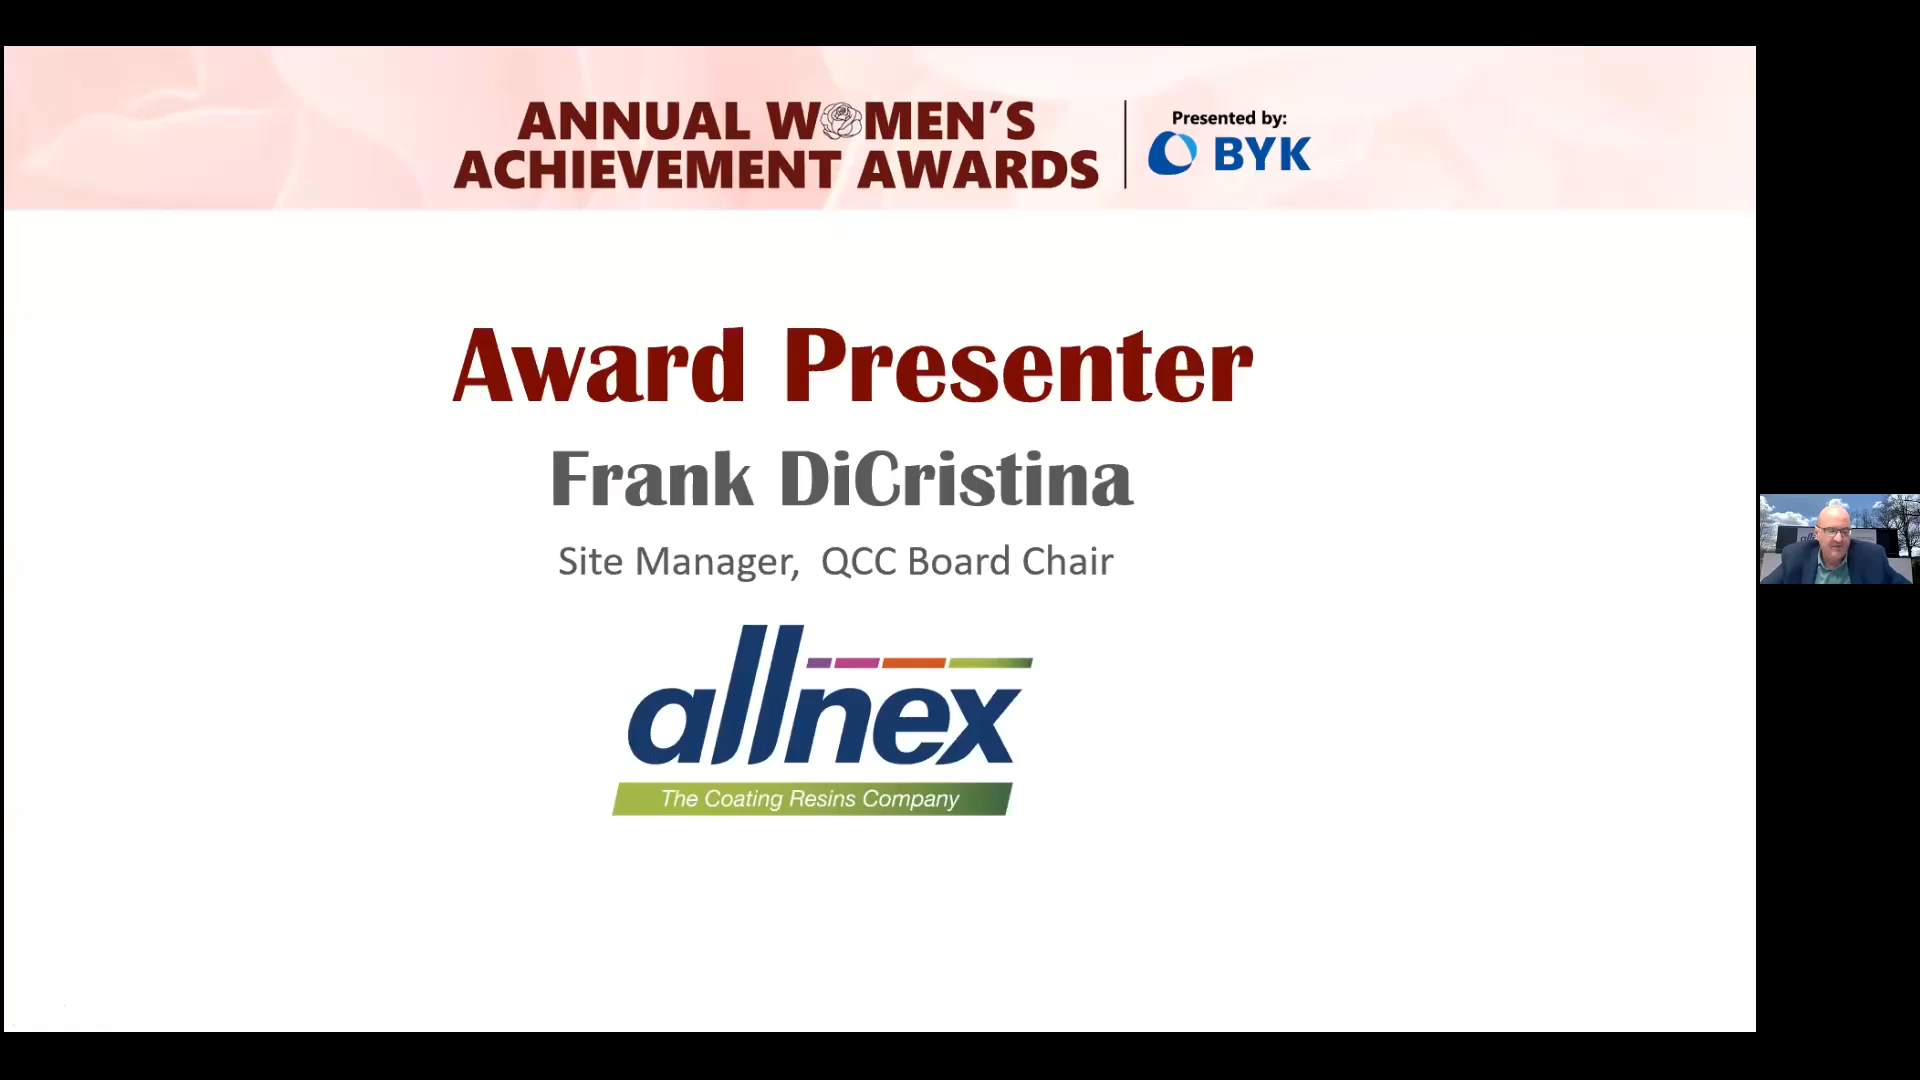 ANNUAL WOMEN'S
ACHIEVEMENT AWARDS
Presented by:
BYK
Award Presenter
Frank DiCristina
Site Manager, QCC Board Chair
allnex
The Coating Resins Company